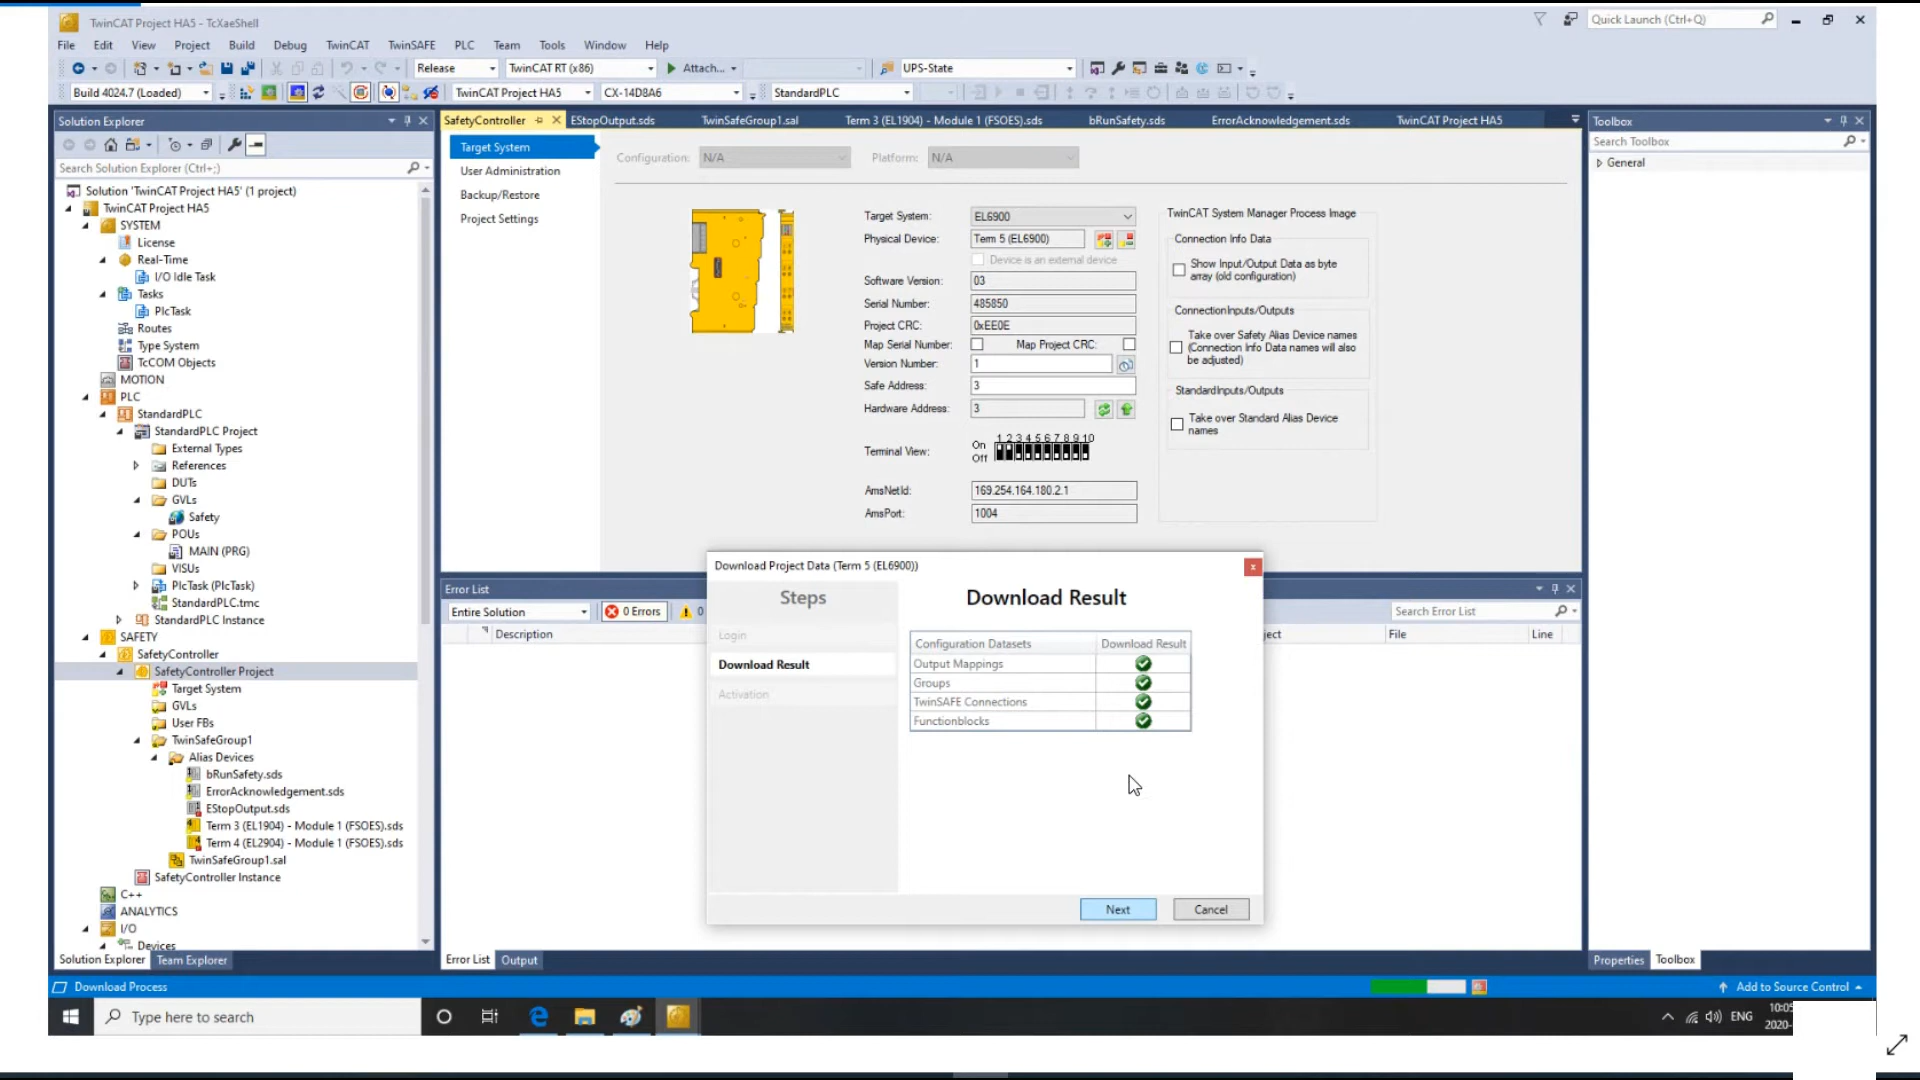 TwinCAT Project HA5 - TcXaeShell
Quick Launch (Ctrl+Q)
File Edit View Project Build Debug TwinCAT TwinSAFE PLC Team Tools Window Help
Release TwinCAT RT (x86) Attach... UPS-State
Build 4024.7 (Loaded) TwinCAT Project HA5 CX-14D8A6 StandardPLC
Solution Explorer
Search Solution Explorer (Ctrl+;)
Solution 'TwinCAT Project HA5' (1 project)
TwinCAT Project HA5
SYSTEM
License
Real-Time
I/O Idle Task
Tasks
PlcTask
Routes
Type System
TcCOM Objects
MOTION
PLC
StandardPLC
StandardPLC Project
External Types
References
DUTs
GVLs
Safety
POUs
MAIN (PRG)
VISUs
PlcTask (PlcTask)
StandardPLC.tmc
StandardPLC Instance
SAFETY
SafetyController
SafetyController Project
Target System
GVLs
User FBs
TwinSafeGroup1
Alias Devices
bRunSafety.sds
ErrorAcknowledgement.sds
EStopOutput.sds
Term 3 (EL1904) - Module 1 (FSOES).sds
Term 4 (EL2904) - Module 1 (FSOES).sds
TwinSafeGroup1.sal
SafetyController Instance
C++
ANALYTICS
I/O
Devices
Solution Explorer Team Explorer
SafetyController EStopOutput.sds TwinSafeGroup1.sal Term 3 (EL1904) - Module 1 (FSOES).sds bRunSafety.sds ErrorAcknowledgement.sds TwinCAT Project HA5
Target System
User Administration
Backup/Restore
Project Settings
Configuration: N/A Platform: N/A
Target System: EL6900
Physical Device: Term 5 (EL6900)
Device is an external device
Software Version: 03
Serial Number: 485850
Project CRC: 0xEE0E
Map Serial Number: Map Project CRC:
Version Number: 1
Safe Address: 3
Hardware Address: 3
Terminal View: On Off 1 2 3 4 5 6 7 8 9 10
AmsNetId: 169.254.164.180.2.1
AmsPort: 1004
TwinCAT System Manager Process Image
Connection Info Data
Show Input/Output Data as byte
array (old configuration)
ConnectionInputs/Outputs
Take over Safety Alias Device names
(Connection Info Data names will also
be adjusted)
StandardInputs/Outputs
Take over Standard Alias Device
names
Toolbox
Search Toolbox
General
Error List
Entire Solution 0 Errors 0
Search Error List
Description ject File Line
Download Project Data (Term 5 (EL6900))
x
Steps
Login
Download Result
Activation
Download Result
Configuration Datasets Download Result
Output Mappings
Groups
TwinSAFE Connections
Functionblocks
Next Cancel
Error List Output
Properties Toolbox
Download Process
Add to Source Control
Type here to search
ENG
10:05
2020-